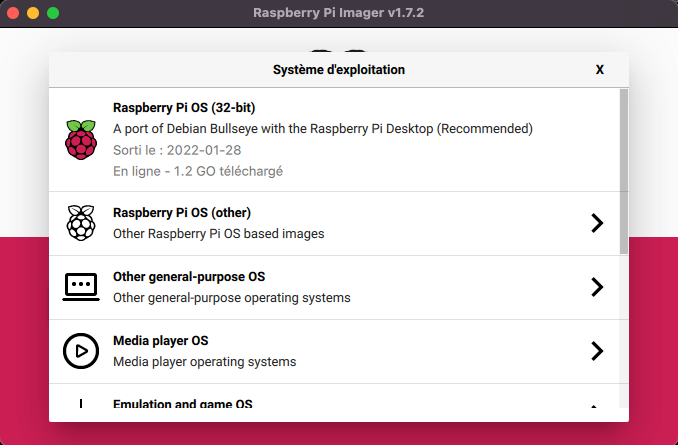 Raspberry Pi Imager v1.7.2
Système d'exploitation
X
Raspberry Pi OS (32-bit)
A port of Debian Bullseye with the Raspberry Pi Desktop (Recommended)
Sorti le : 2022-01-28
En ligne - 1.2 GO téléchargé
Raspberry Pi OS (other)
Other Raspberry Pi OS based images
Other general-purpose OS
Other general-purpose operating systems
Media player OS
Media player operating systems
Emulation and game OS